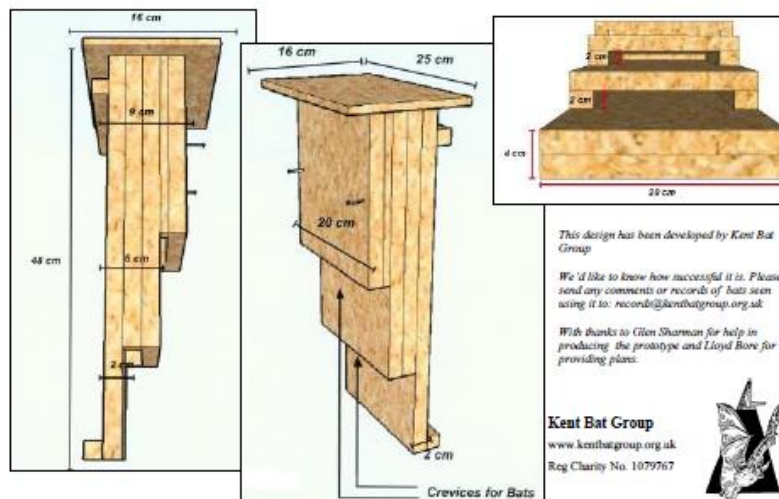 16 cm
9 cm
48 cm
6 cm
2 cm
16 cm
25 cm
20 cm
2 cm
Crevices for Bats
2 cm
2 cm
4 cm
20 cm
This design has been developed by Kent Bat
Group
We'd like to know how successful it is. Please
send any comments or records of bats seen
using it to: records@kentbatgroup.org.uk
With thanks to Glen Sharman for help in
producing the prototype and Lloyd Bore for
providing plans.
Kent Bat Group
www.kentbatgroup.org.uk
Reg Charity No. 1079767